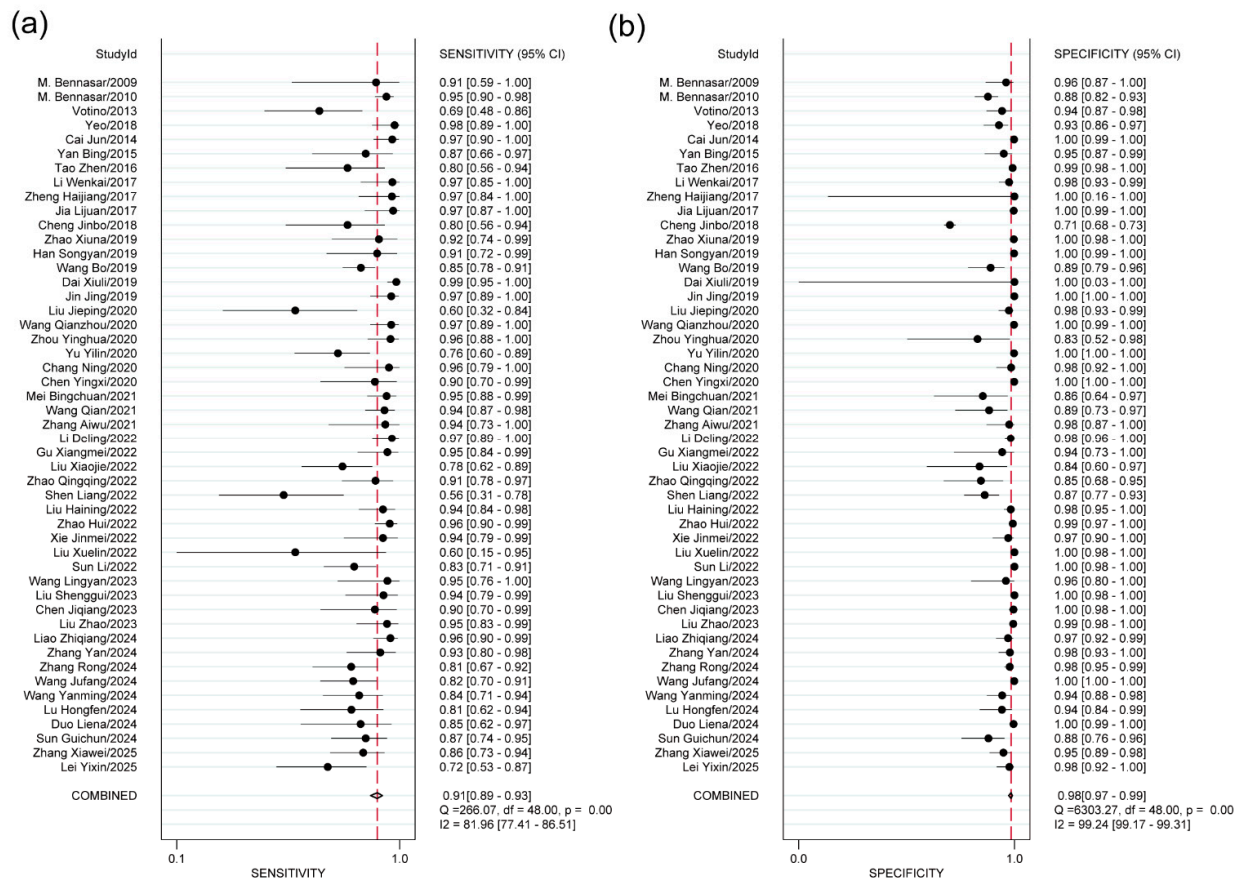 (a)
StudyId SENSITIVITY (95% CI)
M. Bennasar/2009 0.91 [0.59 - 1.00]
M. Bennasar/2010 0.95 [0.90 - 0.98]
Votino/2013 0.69 [0.48 - 0.86]
Yeo/2018 0.98 [0.89 - 1.00]
Cai Jun/2014 0.97 [0.90 - 1.00]
Yan Bing/2015 0.87 [0.66 - 0.97]
Tao Zhen/2016 0.80 [0.56 - 0.94]
Li Wenkai/2017 0.97 [0.85 - 1.00]
Zheng Haijiang/2017 0.97 [0.84 - 1.00]
Jia Lijuan/2017 0.97 [0.87 - 1.00]
Cheng Jinbo/2018 0.80 [0.56 - 0.94]
Zhao Xiuna/2019 0.92 [0.74 - 0.99]
Han Songyan/2019 0.91 [0.72 - 0.99]
Wang Bo/2019 0.85 [0.78 - 0.91]
Dai Xiuli/2019 0.99 [0.95 - 1.00]
Jin Jing/2019 0.97 [0.89 - 1.00]
Liu Jieping/2020 0.60 [0.32 - 0.84]
Wang Qianzhou/2020 0.97 [0.89 - 1.00]
Zhou Yinghua/2020 0.96 [0.88 - 1.00]
Yu Yilin/2020 0.76 [0.60 - 0.89]
Chang Ning/2020 0.96 [0.79 - 1.00]
Chen Yingxi/2020 0.90 [0.70 - 0.99]
Mei Bingchuan/2021 0.95 [0.88 - 0.99]
Wang Qian/2021 0.94 [0.87 - 0.98]
Zhang Aiwu/2021 0.94 [0.73 - 1.00]
Li Dcling/2022 0.97 [0.89 - 1.00]
Gu Xiangmei/2022 0.95 [0.84 - 0.99]
Liu Xiaojie/2022 0.78 [0.62 - 0.89]
Zhao Qingqing/2022 0.91 [0.78 - 0.97]
Shen Liang/2022 0.56 [0.31 - 0.78]
Liu Haining/2022 0.94 [0.84 - 0.98]
Zhao Hui/2022 0.96 [0.90 - 0.99]
Xie Jinmei/2022 0.94 [0.79 - 0.99]
Liu Xuelin/2022 0.60 [0.15 - 0.95]
Sun Li/2022 0.83 [0.71 - 0.91]
Wang Lingyan/2023 0.95 [0.76 - 1.00]
Liu Shenggui/2023 0.94 [0.79 - 0.99]
Chen Jiqiang/2023 0.90 [0.70 - 0.99]
Liu Zhao/2023 0.95 [0.83 - 0.99]
Liao Zhiqiang/2024 0.96 [0.90 - 0.99]
Zhang Yan/2024 0.93 [0.80 - 0.98]
Zhang Rong/2024 0.81 [0.67 - 0.92]
Wang Jufang/2024 0.82 [0.70 - 0.91]
Wang Yanming/2024 0.84 [0.71 - 0.94]
Lu Hongfen/2024 0.81 [0.62 - 0.94]
Duo Liena/2024 0.85 [0.62 - 0.97]
Sun Guichun/2024 0.87 [0.74 - 0.95]
Zhang Xiawei/2025 0.86 [0.73 - 0.94]
Lei Yixin/2025 0.72 [0.53 - 0.87]
COMBINED 0.91[0.89 - 0.93]
Q =266.07, df = 48.00, p = 0.00
I2 = 81.96 [77.41 - 86.51]
0.1 1.0
SENSITIVITY
(b)
StudyId SPECIFICITY (95% CI)
M. Bennasar/2009 0.96 [0.87 - 1.00]
M. Bennasar/2010 0.88 [0.82 - 0.93]
Votino/2013 0.94 [0.87 - 0.98]
Yeo/2018 0.93 [0.86 - 0.97]
Cai Jun/2014 1.00 [0.99 - 1.00]
Yan Bing/2015 0.95 [0.87 - 0.99]
Tao Zhen/2016 0.99 [0.98 - 1.00]
Li Wenkai/2017 0.98 [0.93 - 0.99]
Zheng Haijiang/2017 1.00 [0.16 - 1.00]
Jia Lijuan/2017 1.00 [0.99 - 1.00]
Cheng Jinbo/2018 0.71 [0.68 - 0.73]
Zhao Xiuna/2019 1.00 [0.98 - 1.00]
Han Songyan/2019 1.00 [0.99 - 1.00]
Wang Bo/2019 0.89 [0.79 - 0.96]
Dai Xiuli/2019 1.00 [0.03 - 1.00]
Jin Jing/2019 1.00 [1.00 - 1.00]
Liu Jieping/2020 0.98 [0.93 - 0.99]
Wang Qianzhou/2020 1.00 [0.99 - 1.00]
Zhou Yinghua/2020 0.83 [0.52 - 0.98]
Yu Yilin/2020 1.00 [1.00 - 1.00]
Chang Ning/2020 0.98 [0.92 - 1.00]
Chen Yingxi/2020 1.00 [1.00 - 1.00]
Mei Bingchuan/2021 0.86 [0.64 - 0.97]
Wang Qian/2021 0.89 [0.73 - 0.97]
Zhang Aiwu/2021 0.98 [0.87 - 1.00]
Li Dcling/2022 0.98 [0.96 - 1.00]
Gu Xiangmei/2022 0.94 [0.73 - 1.00]
Liu Xiaojie/2022 0.84 [0.60 - 0.97]
Zhao Qingqing/2022 0.85 [0.68 - 0.95]
Shen Liang/2022 0.87 [0.77 - 0.93]
Liu Haining/2022 0.98 [0.95 - 1.00]
Zhao Hui/2022 0.99 [0.97 - 1.00]
Xie Jinmei/2022 0.97 [0.90 - 1.00]
Liu Xuelin/2022 1.00 [0.98 - 1.00]
Sun Li/2022 1.00 [0.98 - 1.00]
Wang Lingyan/2023 0.96 [0.80 - 1.00]
Liu Shenggui/2023 1.00 [0.98 - 1.00]
Chen Jiqiang/2023 1.00 [0.98 - 1.00]
Liu Zhao/2023 0.99 [0.98 - 1.00]
Liao Zhiqiang/2024 0.97 [0.92 - 0.99]
Zhang Yan/2024 0.98 [0.93 - 1.00]
Zhang Rong/2024 0.98 [0.95 - 0.99]
Wang Jufang/2024 1.00 [1.00 - 1.00]
Wang Yanming/2024 0.94 [0.88 - 0.98]
Lu Hongfen/2024 0.94 [0.84 - 0.99]
Duo Liena/2024 1.00 [0.99 - 1.00]
Sun Guichun/2024 0.88 [0.76 - 0.96]
Zhang Xiawei/2025 0.95 [0.89 - 0.98]
Lei Yixin/2025 0.98 [0.92 - 1.00]
COMBINED 0.98[0.97 - 0.99]
Q =6303.27, df = 48.00, p = 0.00
I2 = 99.24 [99.17 - 99.31]
0.0 1.0
SPECIFICITY